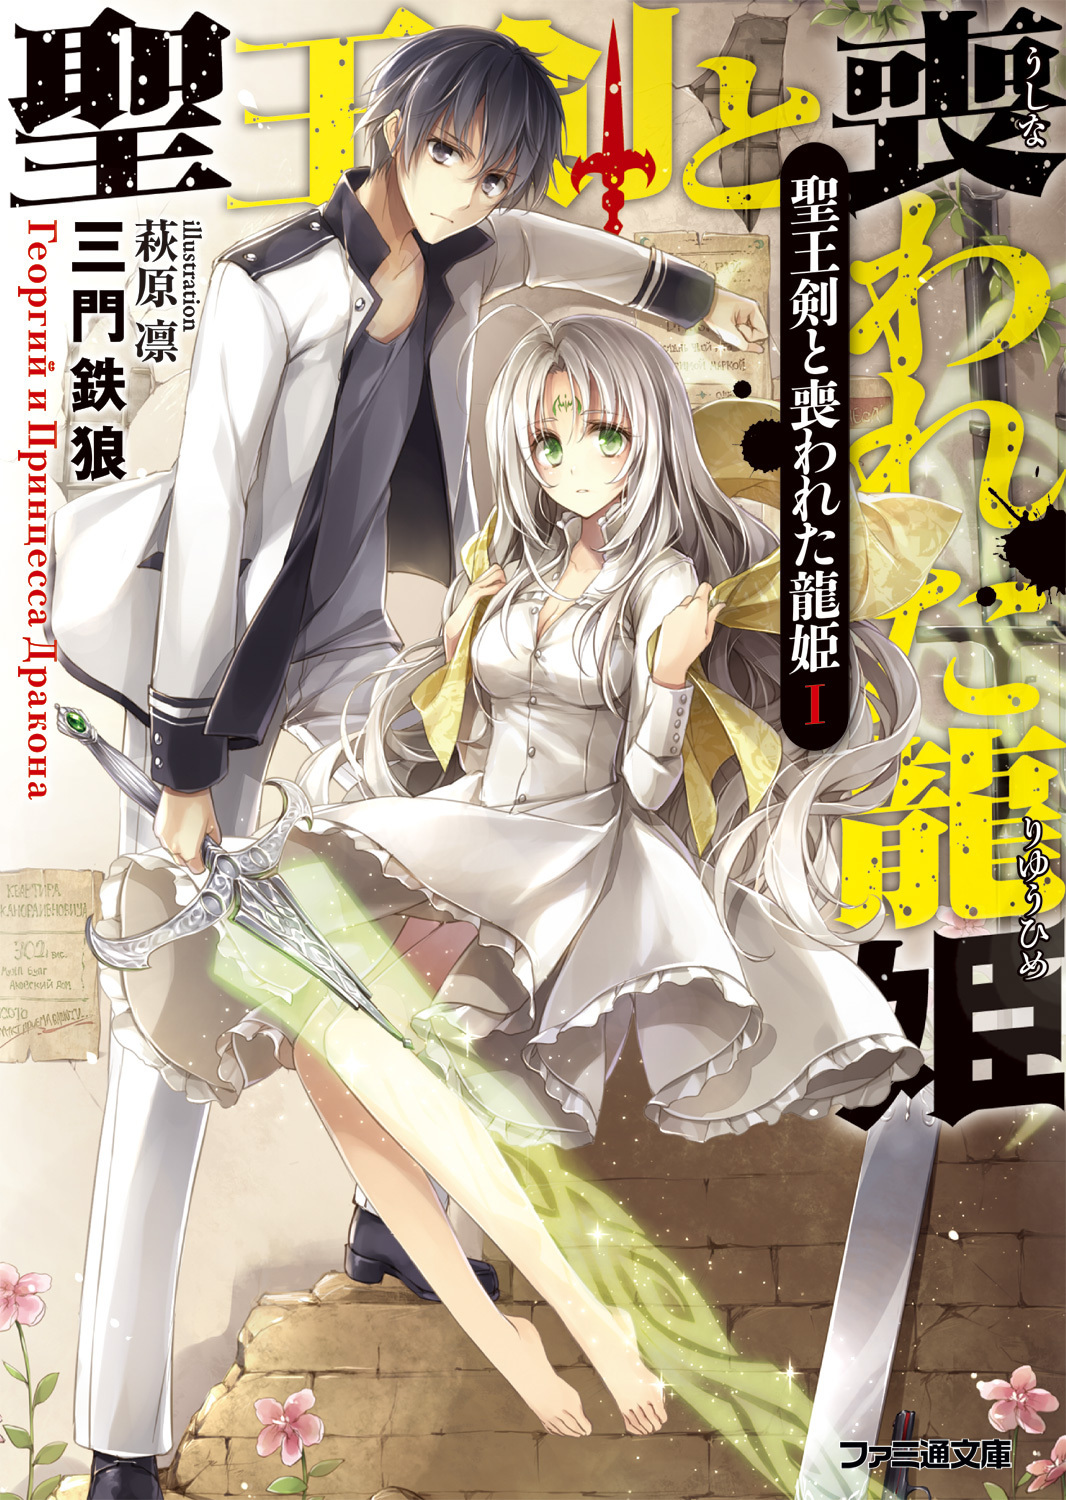 聖王剣と喪われた龍姫
うしな
りゅうひめ
聖王剣と喪われた龍姫 I
illustration
萩原 凛
三門鉄狼
Георгий и Принцесса Дракона
КВАРТИРА
ファミ通文庫